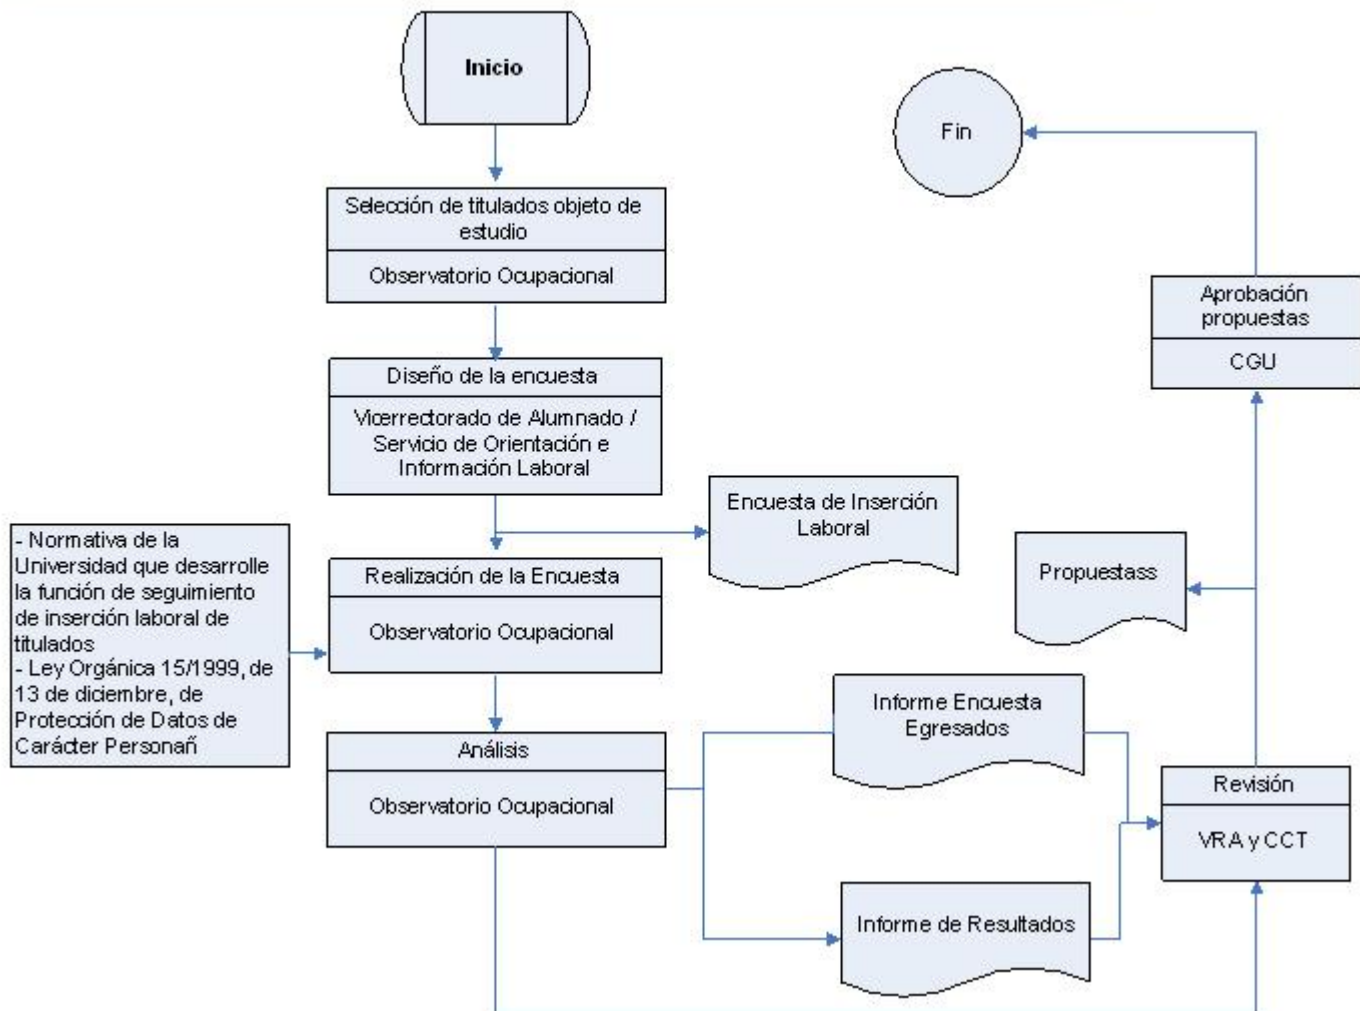 Inicio
Fin
Selección de titulados objeto de
estudio
Observatorio Ocupacional
Aprobación
propuestas
CGU
Diseño de la encuesta
Vicerrectorado de Alumnado /
Servicio de Orientación e
Información Laboral
Encuesta de Inserción
Laboral
- Normativa de la
Universidad que desarrolle
la función de seguimiento
de inserción laboral de
titulados
- Ley Orgánica 15/1999, de
13 de diciembre, de
Protección de Datos de
Carácter Personañ
Realización de la Encuesta
Observatorio Ocupacional
Propuestass
Análisis
Observatorio Ocupacional
Informe Encuesta
Egresados
Informe de Resultados
Revisión
VRA y CCT